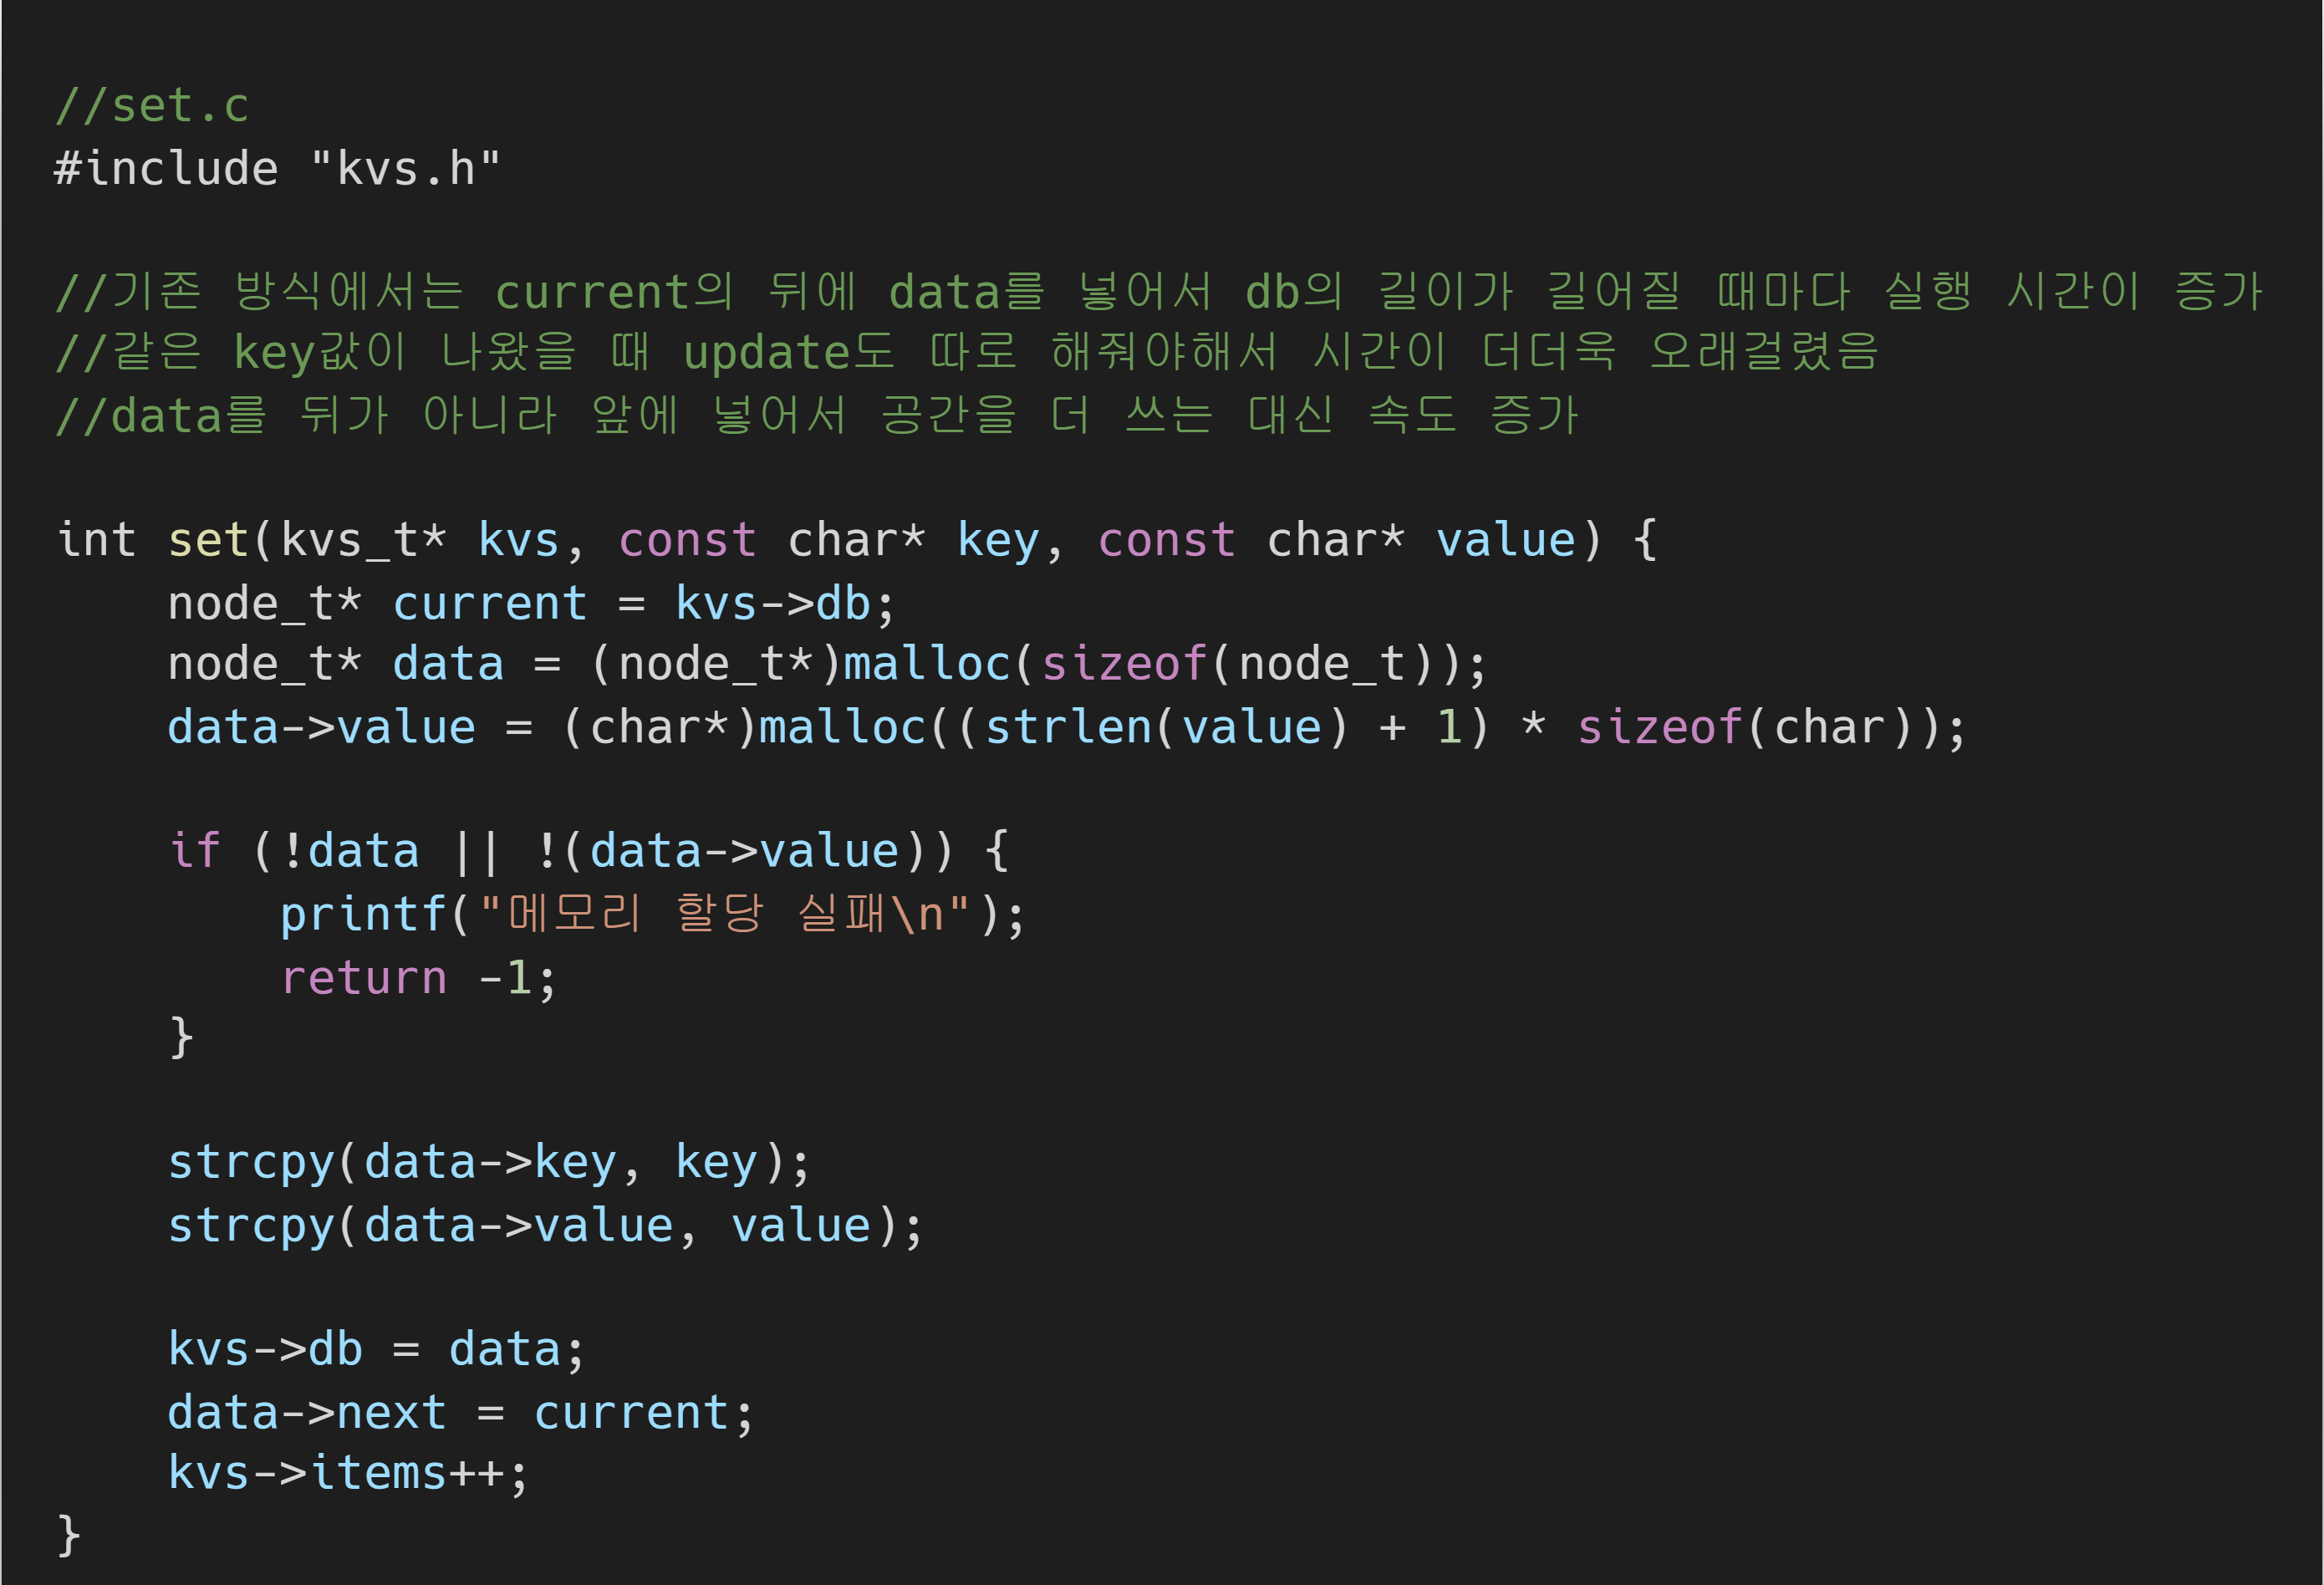 //set.c
#include "kvs.h"
//기존 방식에서는 current의 뒤에 data를 넣어서 db의 길이가 길어질 때마다 실행 시간이 증가
//같은 key값이 나왔을 때 update도 따로 해줘야해서 시간이 더더욱 오래걸렸음
//data를 뒤가 아니라 앞에 넣어서 공간을 더 쓰는 대신 속도 증가
int set(kvs_t* kvs, const char* key, const char* value) {
    node_t* current = kvs->db;
    node_t* data = (node_t*)malloc(sizeof(node_t));
    data->value = (char*)malloc((strlen(value) + 1) * sizeof(char));
    if (!data || !(data->value)) {
        printf("메모리 할당 실패\n");
        return -1;
    }
    strcpy(data->key, key);
    strcpy(data->value, value);
    kvs->db = data;
    data->next = current;
    kvs->items++;
}